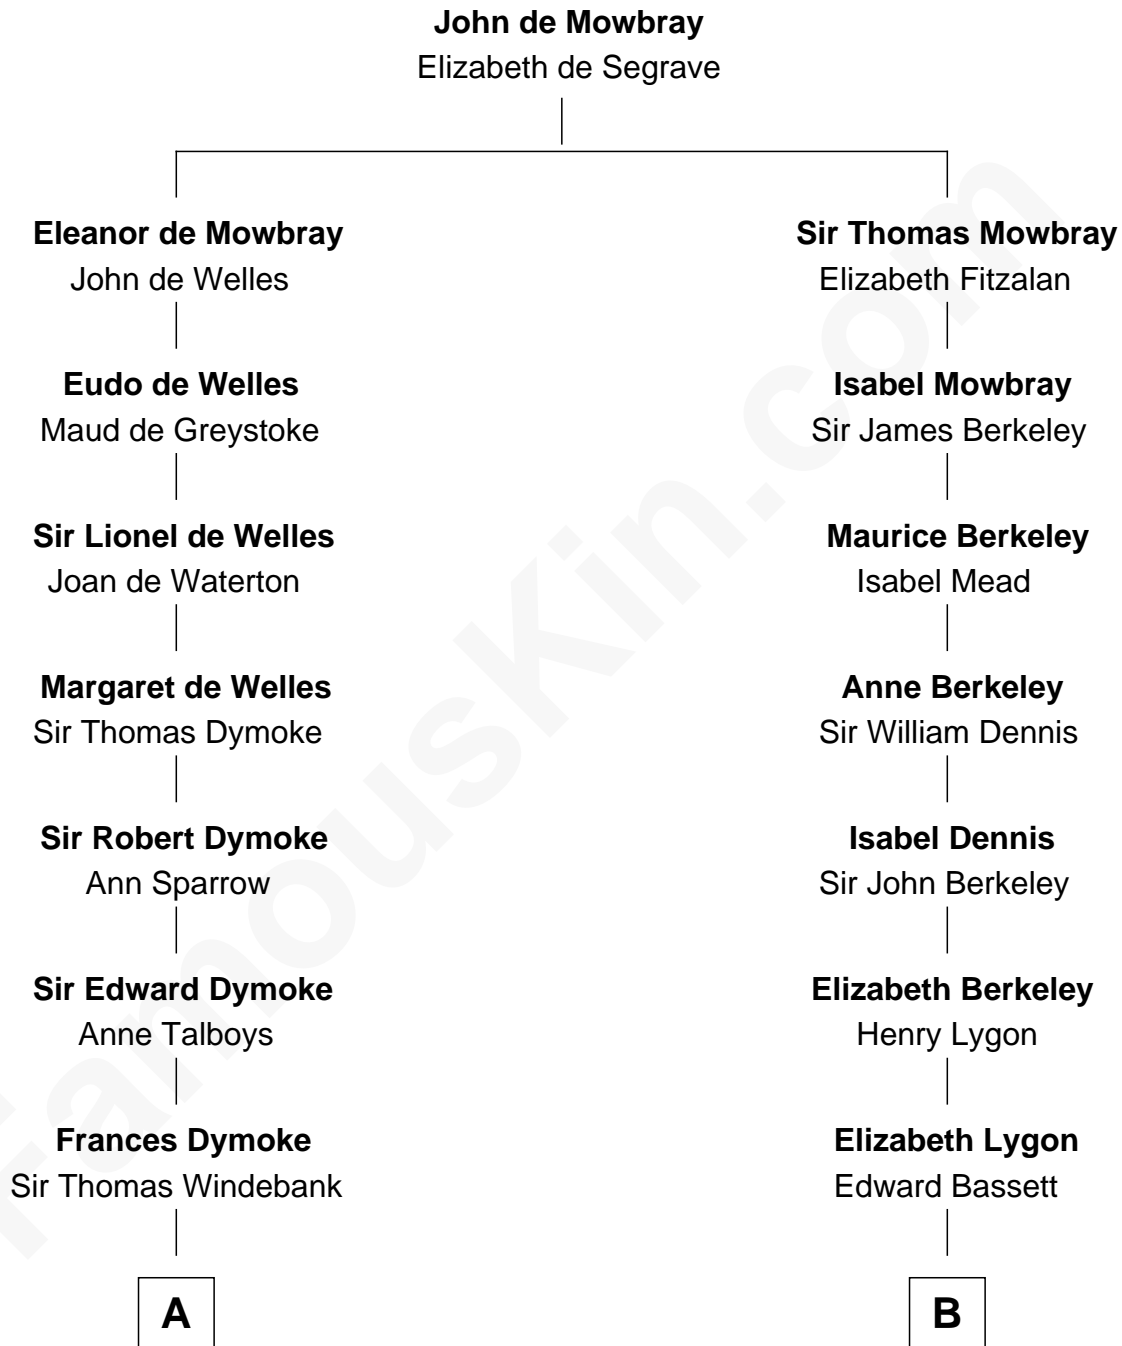 John de Mowbray
Elizabeth de Segrave
Eleanor de Mowbray
John de Welles
Sir Thomas Mowbray
Elizabeth Fitzalan
Eudo de Welles
Maud de Greystoke
Isabel Mowbray
Sir James Berkeley
Sir Lionel de Welles
Joan de Waterton
Maurice Berkeley
Isabel Mead
Margaret de Welles
Sir Thomas Dymoke
Anne Berkeley
Sir William Dennis
Sir Robert Dymoke
Ann Sparrow
Isabel Dennis
Sir John Berkeley
Sir Edward Dymoke
Anne Talboys
Elizabeth Berkeley
Henry Lygon
Frances Dymoke
Sir Thomas Windebank
Elizabeth Lygon
Edward Bassett
A
B
FamousKin.com